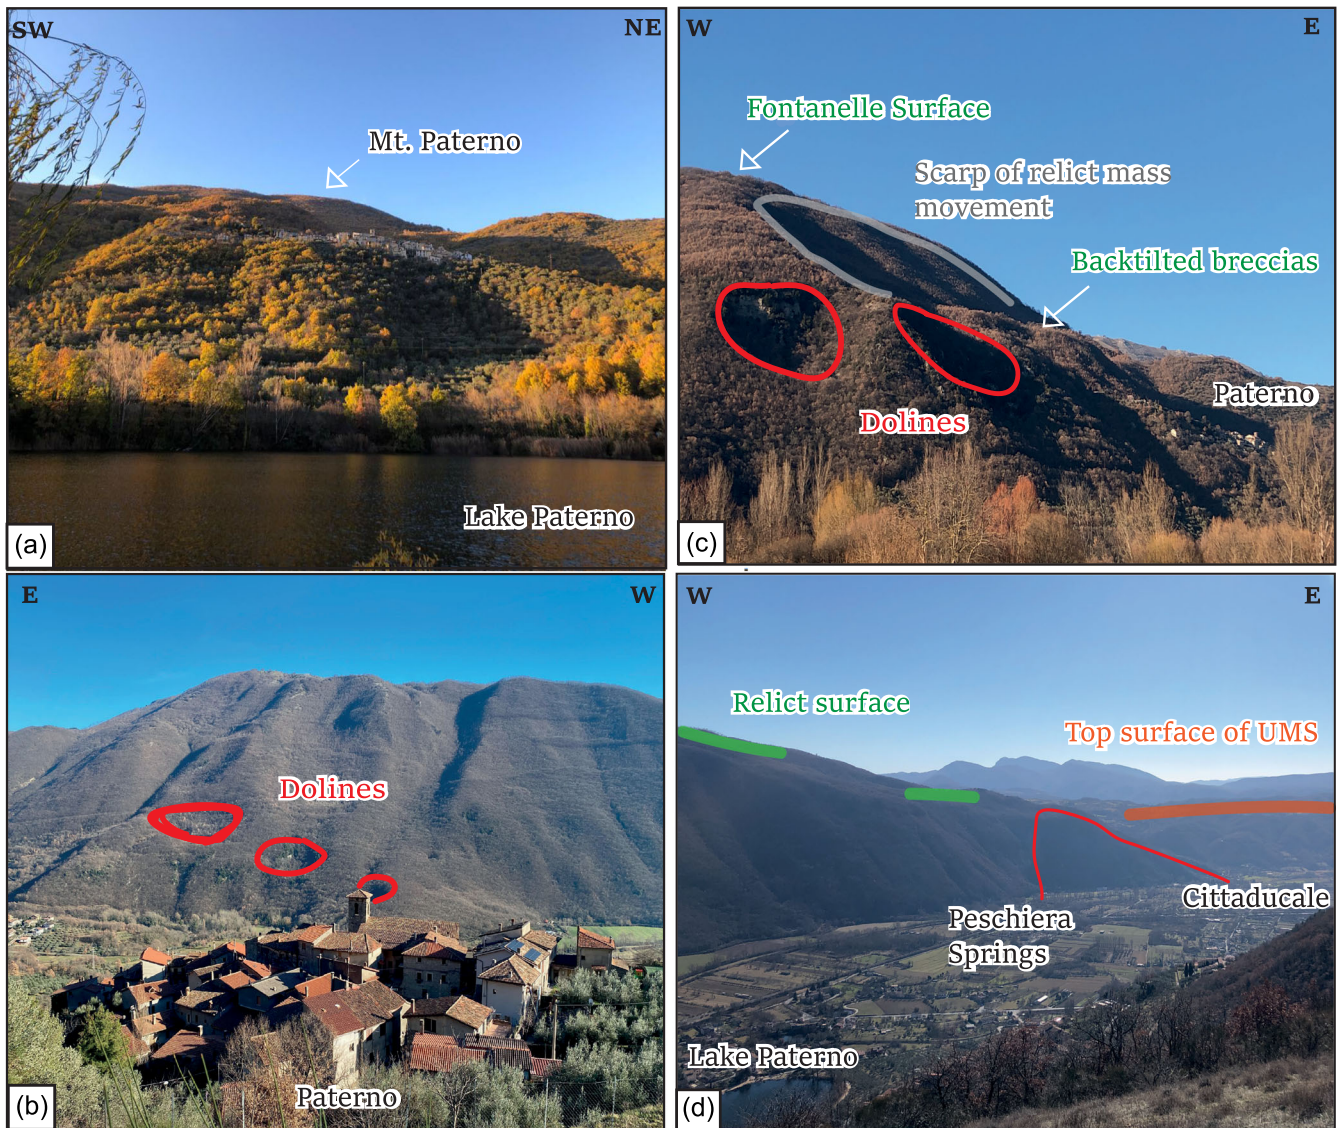 SW
NE
Mt. Paterno
Lake Paterno
(a)
W
E
Fontanelle Surface
Scarp of relict mass
movement
Backtilted breccias
Paterno
Dolines
(c)
E
W
Dolines
Paterno
(b)
W
E
Relict surface
Top surface of UMS
Cittaducale
Peschiera
Springs
Lake Paterno
(d)